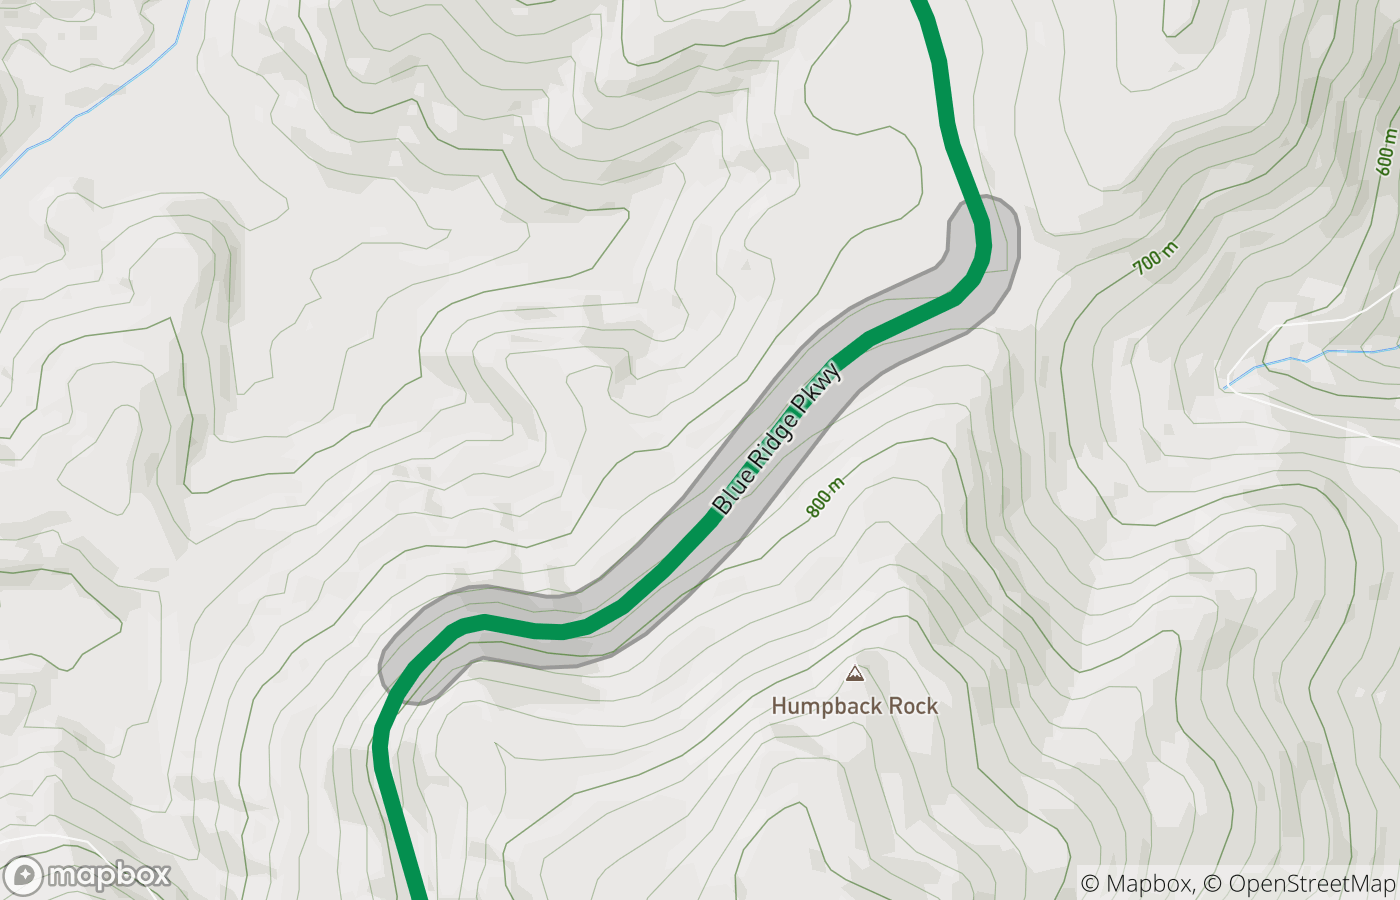 600 m
700 m
Blue Ridge Pkwy
800 m
Humpback Rock
mapbox
© Mapbox, © OpenStreetMap